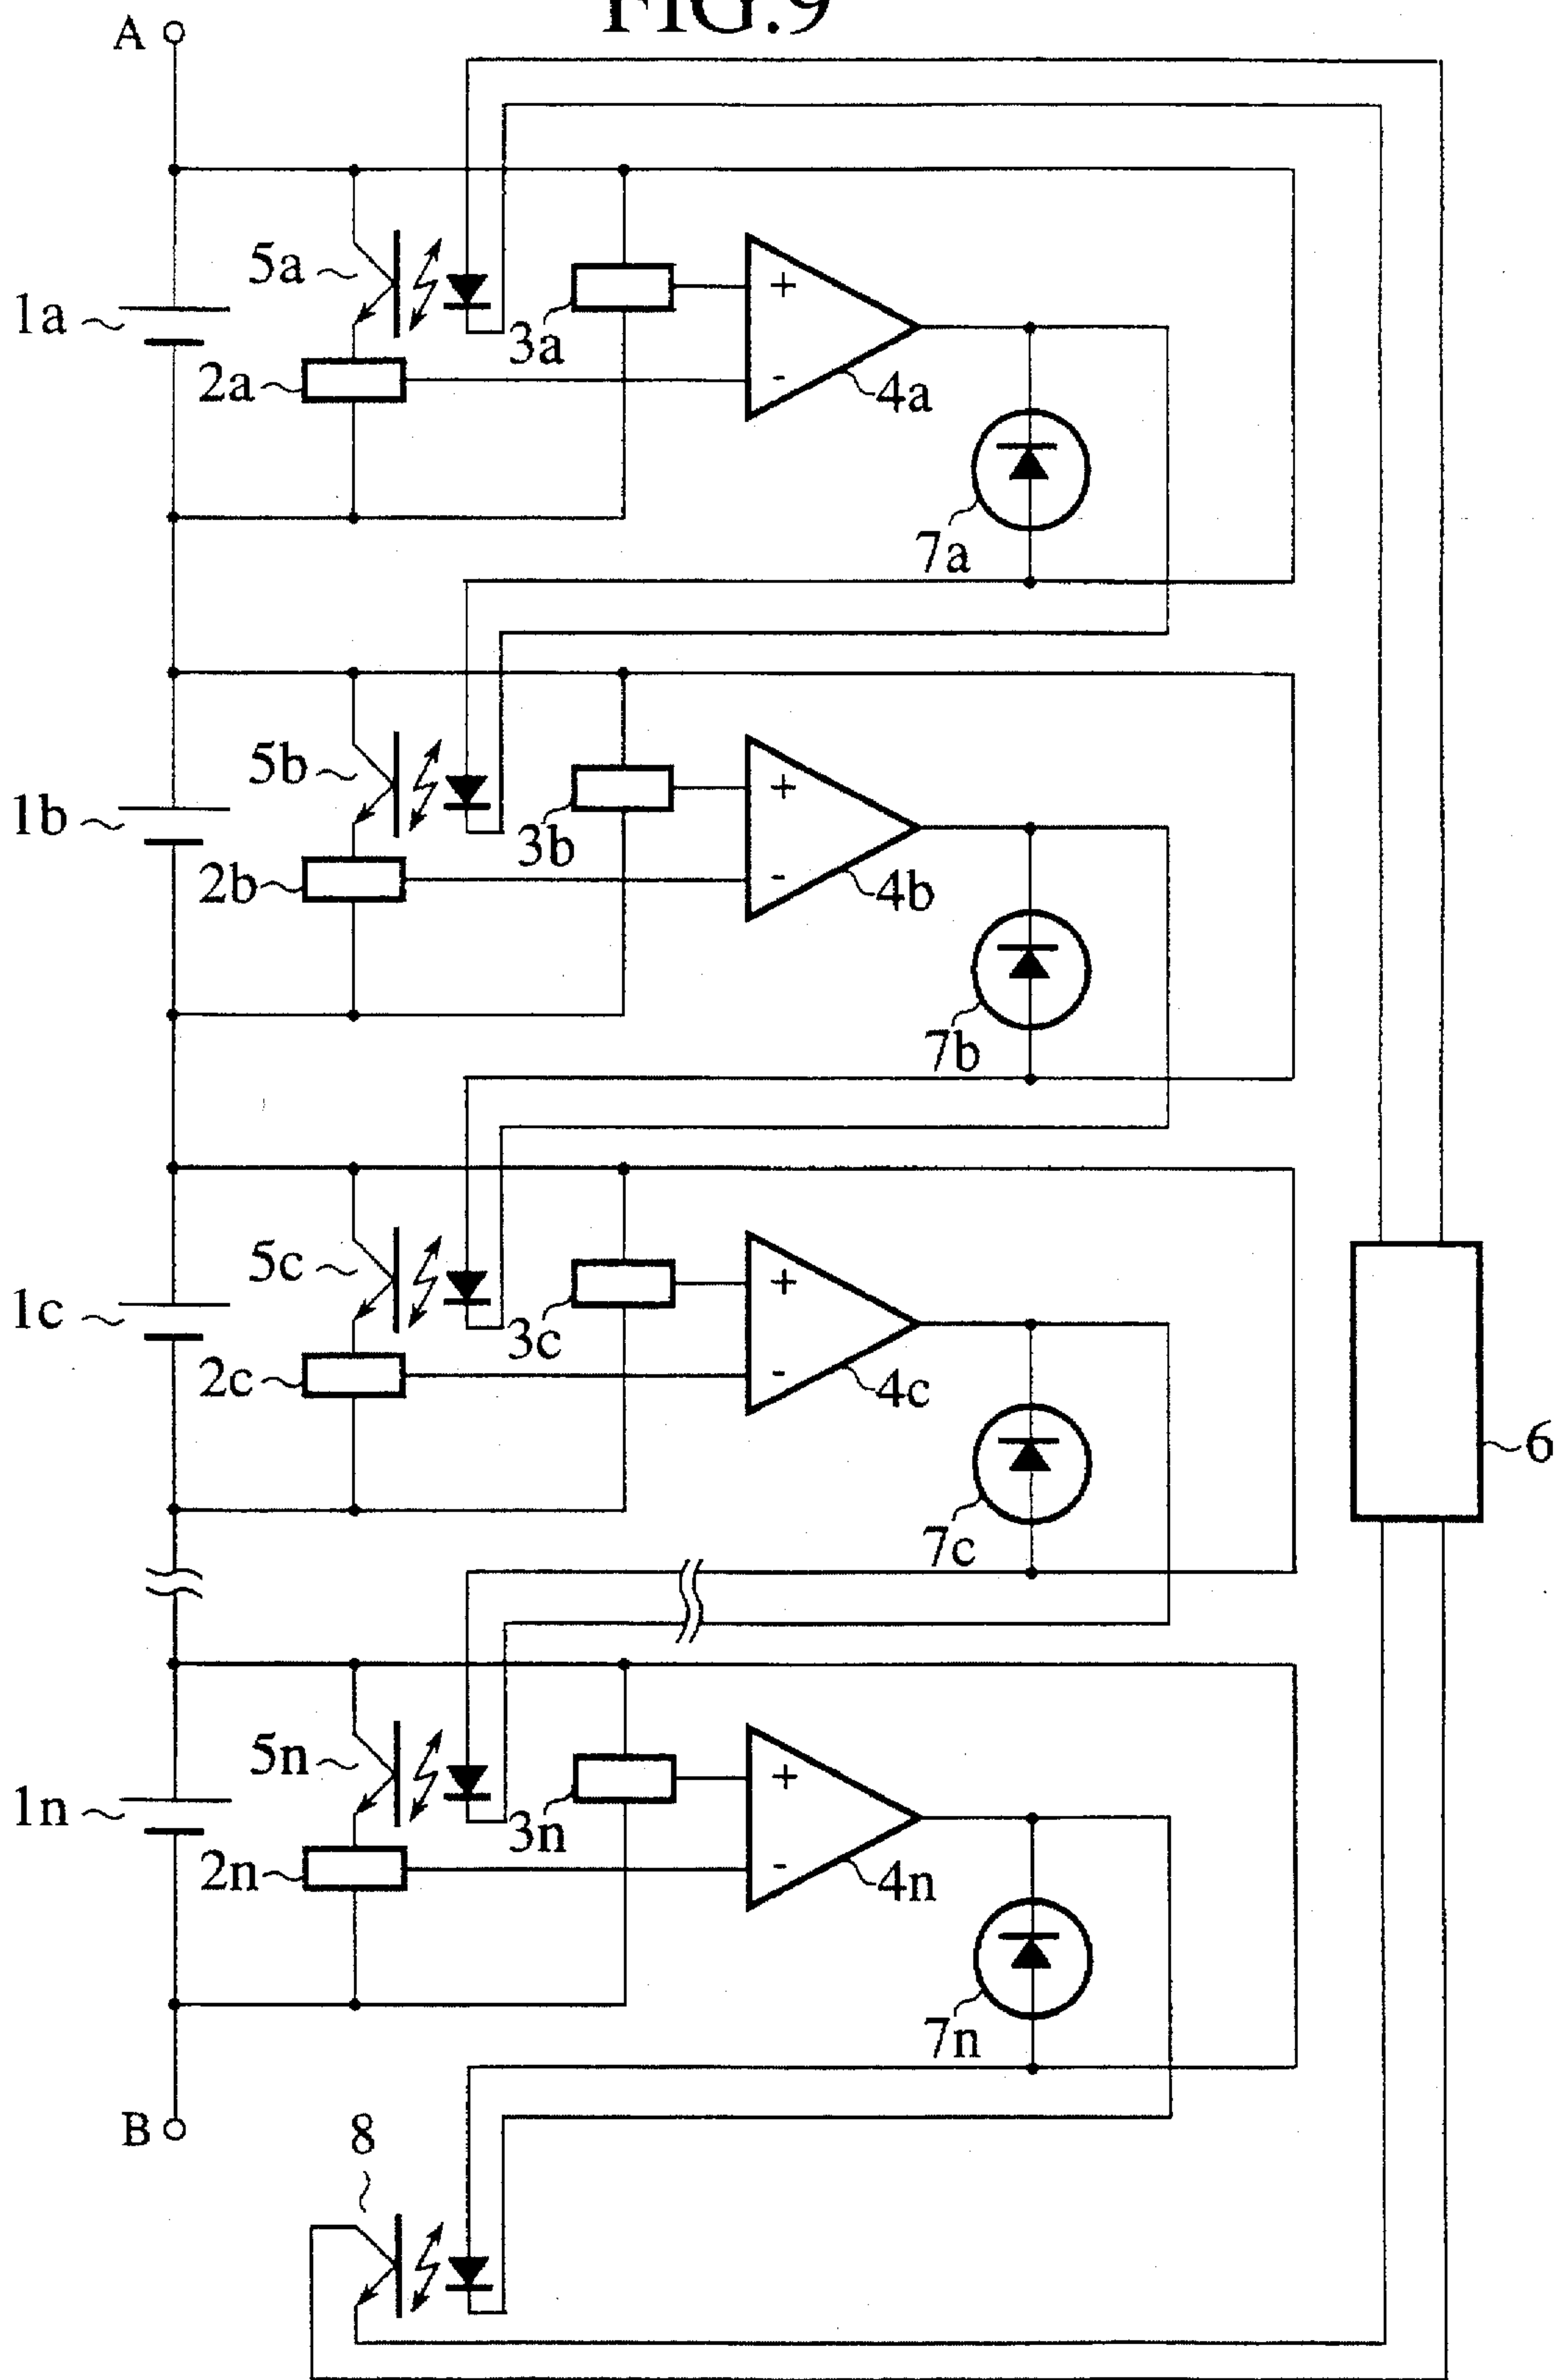 FIG.9
A
5a
1a
3a
+
-
2a
4a
7a
5b
1b
3b
+
-
2b
4b
7b
5c
1c
3c
+
-
2c
4c
6
7c
5n
1n
3n
+
-
2n
4n
7n
B
8